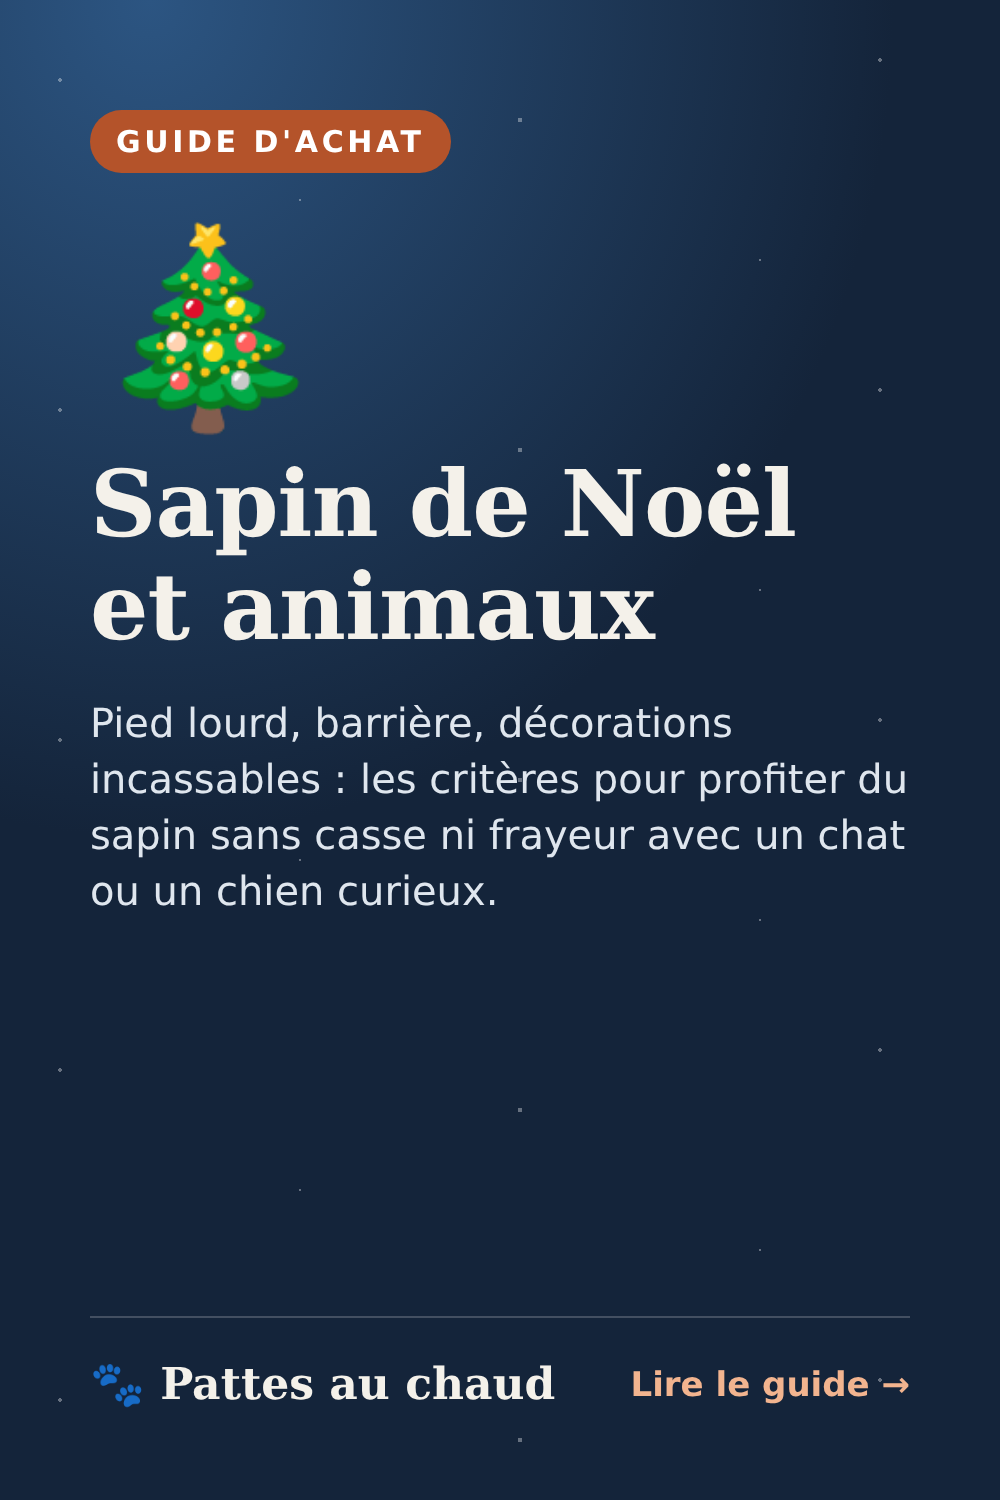 GUIDE D'ACHAT
Sapin de Noël
et animaux
Pied lourd, barrière, décorations
incassables : les critères pour profiter du
sapin sans casse ni frayeur avec un chat
ou un chien curieux.
Pattes au chaud
Lire le guide →